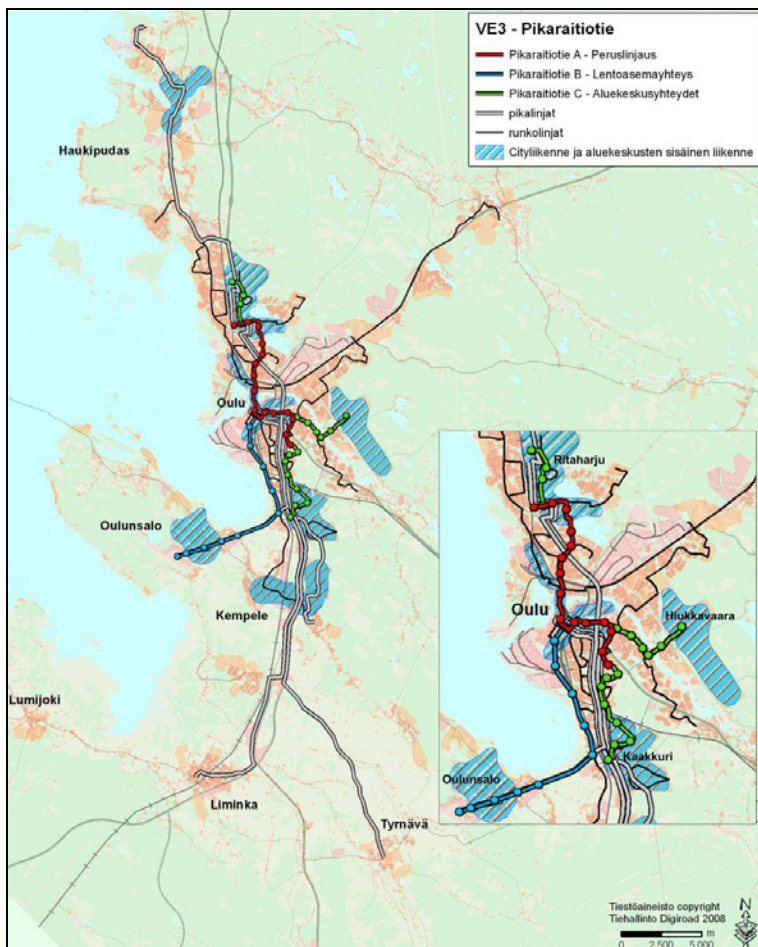 VE3 - Pikaraitiotie
Pikaraitiotie A - Peruslinjaus
Pikaraitiotie B - Lentoasemayhteys
Pikaraitiotie C - Aluekeskusyhteydet
pikalinjat
runkolinjat
Cityliikenne ja aluekeskusten sisäinen liikenne
Haukipudas
Oulu
Oulunsalo
Kempele
Lumijoki
Liminka
Tyrnävä
Ritaharju
Oulu
Hiukkavaara
Kaakkuri
Oulunsalo
Tiestöaineisto copyright
Tiehallinto Digiroad 2008
N
m
0 2,500 5,000